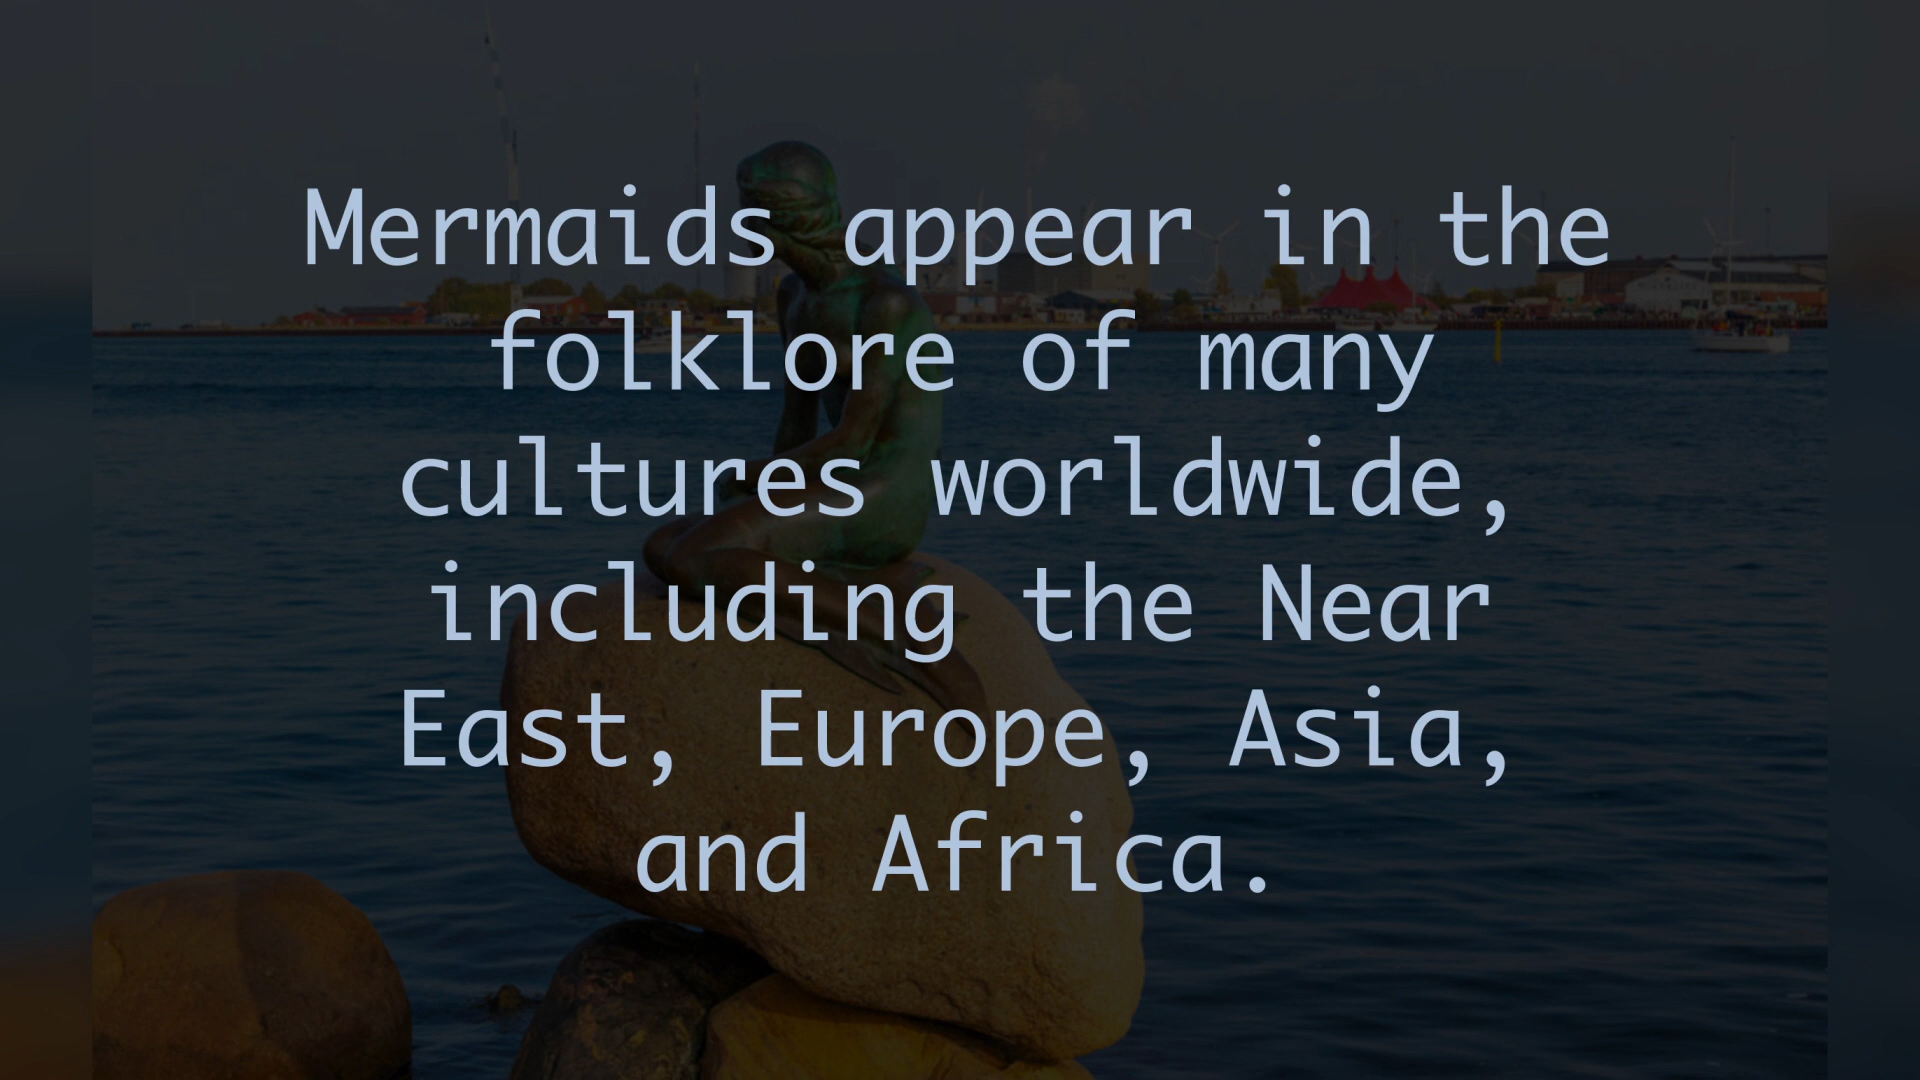 Mermaids appear in the
folklore of many
cultures worldwide,
including the Near
East, Europe, Asia,
and Africa.